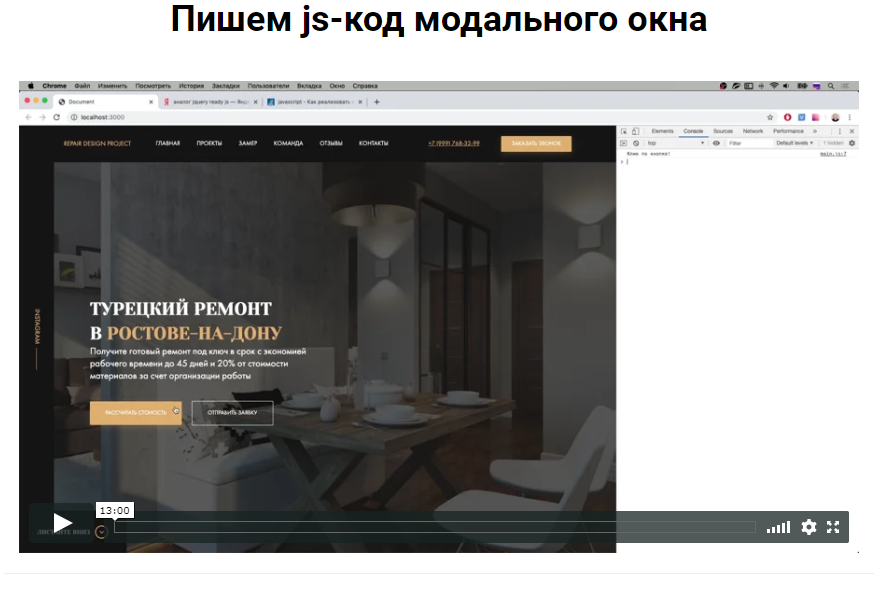 Пишем js-код модального окна
Chrome Файл Изменить Посмотреть История Закладки Пользователи Вкладка Окно Справка
Document
аналог jquery ready js — Янд
javascript - Как реализовать
localhost:3000
Elements Console Sources Network Performance
top Filter Default levels 1 hidden
Клик по кнопке! main.js:7
REPAIR DESIGN PROJECT ГЛАВНАЯ ПРОЕКТЫ ЗАМЕР КОМАНДА ОТЗЫВЫ КОНТАКТЫ +7 (999) 768-32-99 ЗАКАЗАТЬ ЗВОНОК
INSTAGRAM
ТУРЕЦКИЙ РЕМОНТ
В РОСТОВЕ-НА-ДОНУ
Получите готовый ремонт под ключ в срок с экономией
рабочего времени до 45 дней и 20% от стоимости
материалов за счет организации работы
РАССЧИТАТЬ СТОИМОСТЬ ОТПРАВИТЬ ЗАЯВКУ
13:00
ЛИСТАЙТЕ ВНИЗ